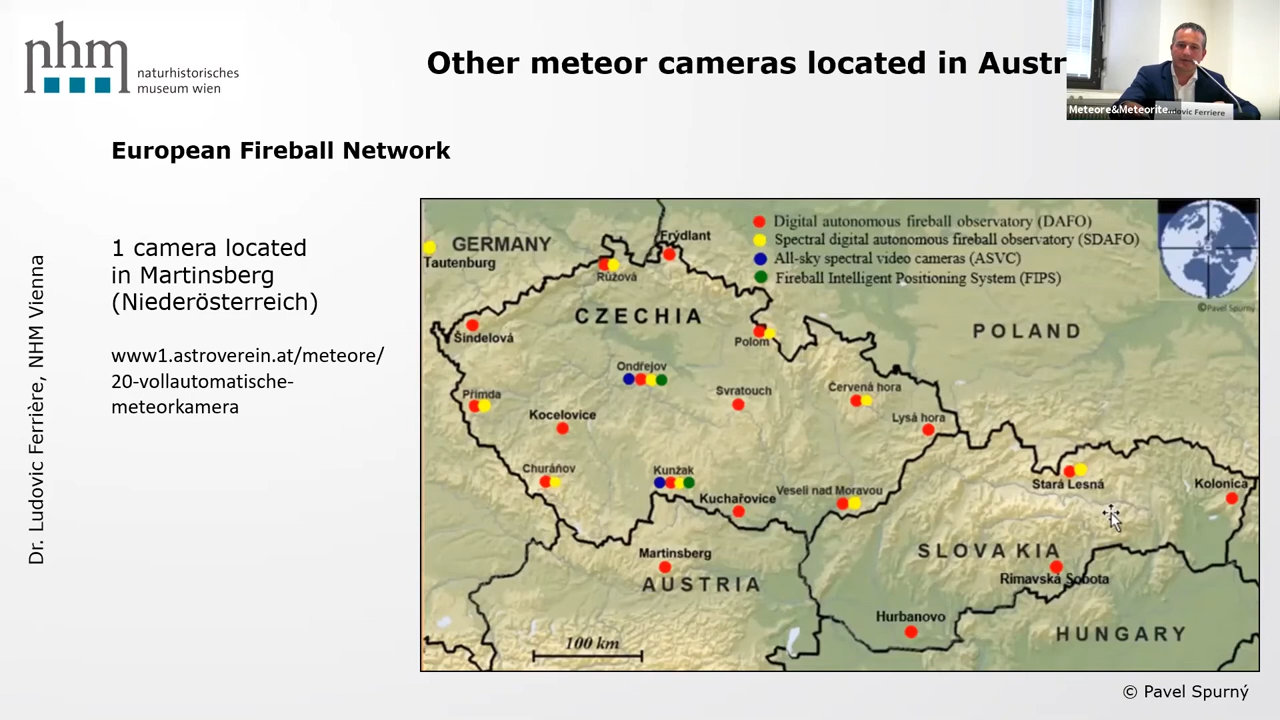 nhm
naturhistorisches
museum wien
Other meteor cameras located in Austr
Meteore&Meteorite...
dovic Ferriere
European Fireball Network
1 camera located
in Martinsberg
(Niederösterreich)
www1.astroverein.at/meteore/
20-vollautomatische-
meteorkamera
Dr. Ludovic Ferrière, NHM Vienna
Digital autonomous fireball observatory (DAFO)
Spectral digital autonomous fireball observatory (SDAFO)
All-sky spectral video cameras (ASVC)
Fireball Intelligent Positioning System (FIPS)
©Pavel Spurný
GERMANY
Tautenburg
Frýdlant
Růžová
CZECHIA
POLAND
Šindelová
Polom
Ondřejov
Přimda
Svratouch
Červená hora
Kocelovice
Lysá hora
Churáňov
Kunžak
Kuchařovice
Veselí nad Moravou
Stará Lesná
Kolonica
Martinsberg
AUSTRIA
SLOVAKIA
Rimavská Sobota
Hurbanovo
HUNGARY
100 km
© Pavel Spurný